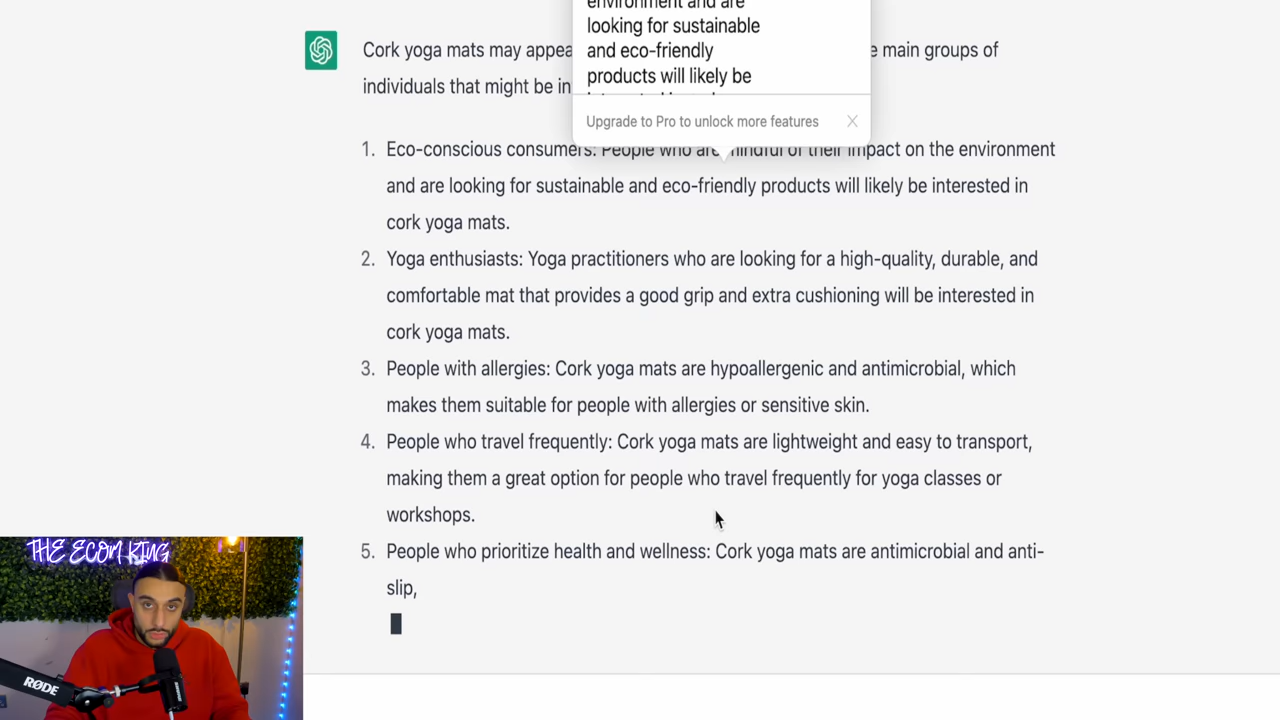 environment and are
looking for sustainable
and eco-friendly
products will likely be
Upgrade to Pro to unlock more features
Cork yoga mats may appea
e main groups of
individuals that might be in
1. Eco-conscious consumers: People who are mindful of their impact on the environment
and are looking for sustainable and eco-friendly products will likely be interested in
cork yoga mats.
2. Yoga enthusiasts: Yoga practitioners who are looking for a high-quality, durable, and
comfortable mat that provides a good grip and extra cushioning will be interested in
cork yoga mats.
3. People with allergies: Cork yoga mats are hypoallergenic and antimicrobial, which
makes them suitable for people with allergies or sensitive skin.
4. People who travel frequently: Cork yoga mats are lightweight and easy to transport,
making them a great option for people who travel frequently for yoga classes or
workshops.
5. People who prioritize health and wellness: Cork yoga mats are antimicrobial and anti-
slip,
THE ECOM KING
RØDE